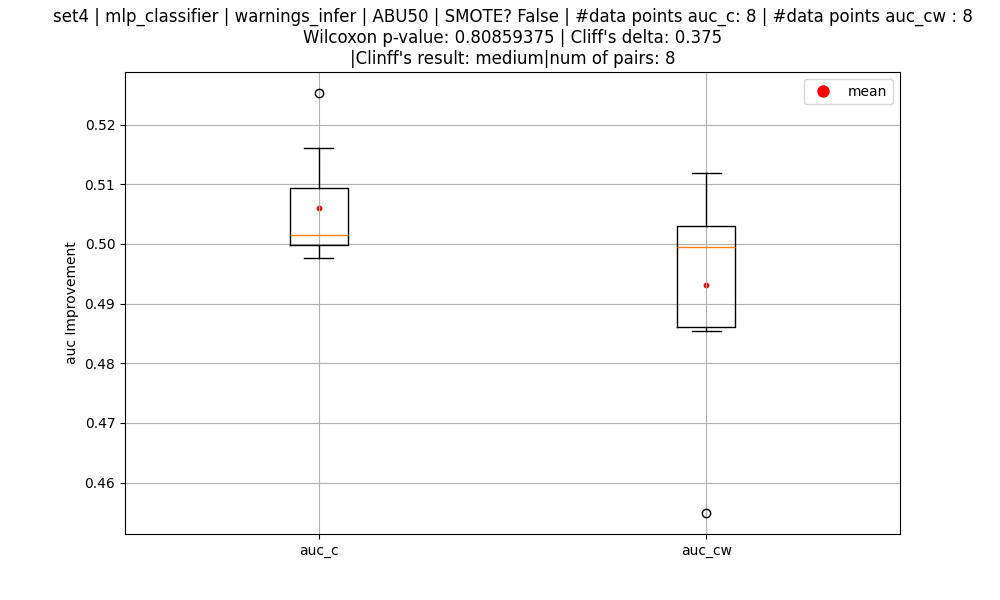 set4 | mlp_classifier | warnings_infer | ABU50 | SMOTE? False | #data points auc_c: 8 | #data points auc_cw : 8
Wilcoxon p-value: 0.80859375 | Cliff's delta: 0.375
|Clinff's result: medium|num of pairs: 8
mean
0.52
0.51
0.50
0.49
0.48
0.47
0.46
auc Improvement
auc_c
auc_cw